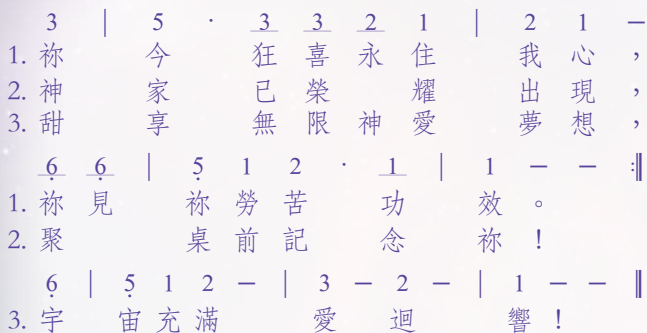 3 | 5 · 3 3 2 1 | 2 1 –
1. 祢 今 狂 喜 永 住 我 心 ，
2. 神 家 已 榮 耀 出 現 ，
3. 甜 享 無 限 神 愛 夢 想 ，
6̣ 6̣ | 5̣ 1 2 · 1 | 1 – – :‖
1. 祢 見 祢 勞 苦 功 效 。
2. 聚 桌 前 記 念 祢 ！
6̣ | 5̣ 1 2 – | 3 – 2 – | 1 – – ‖
3. 宇 宙 充 滿 愛 迴 響 ！